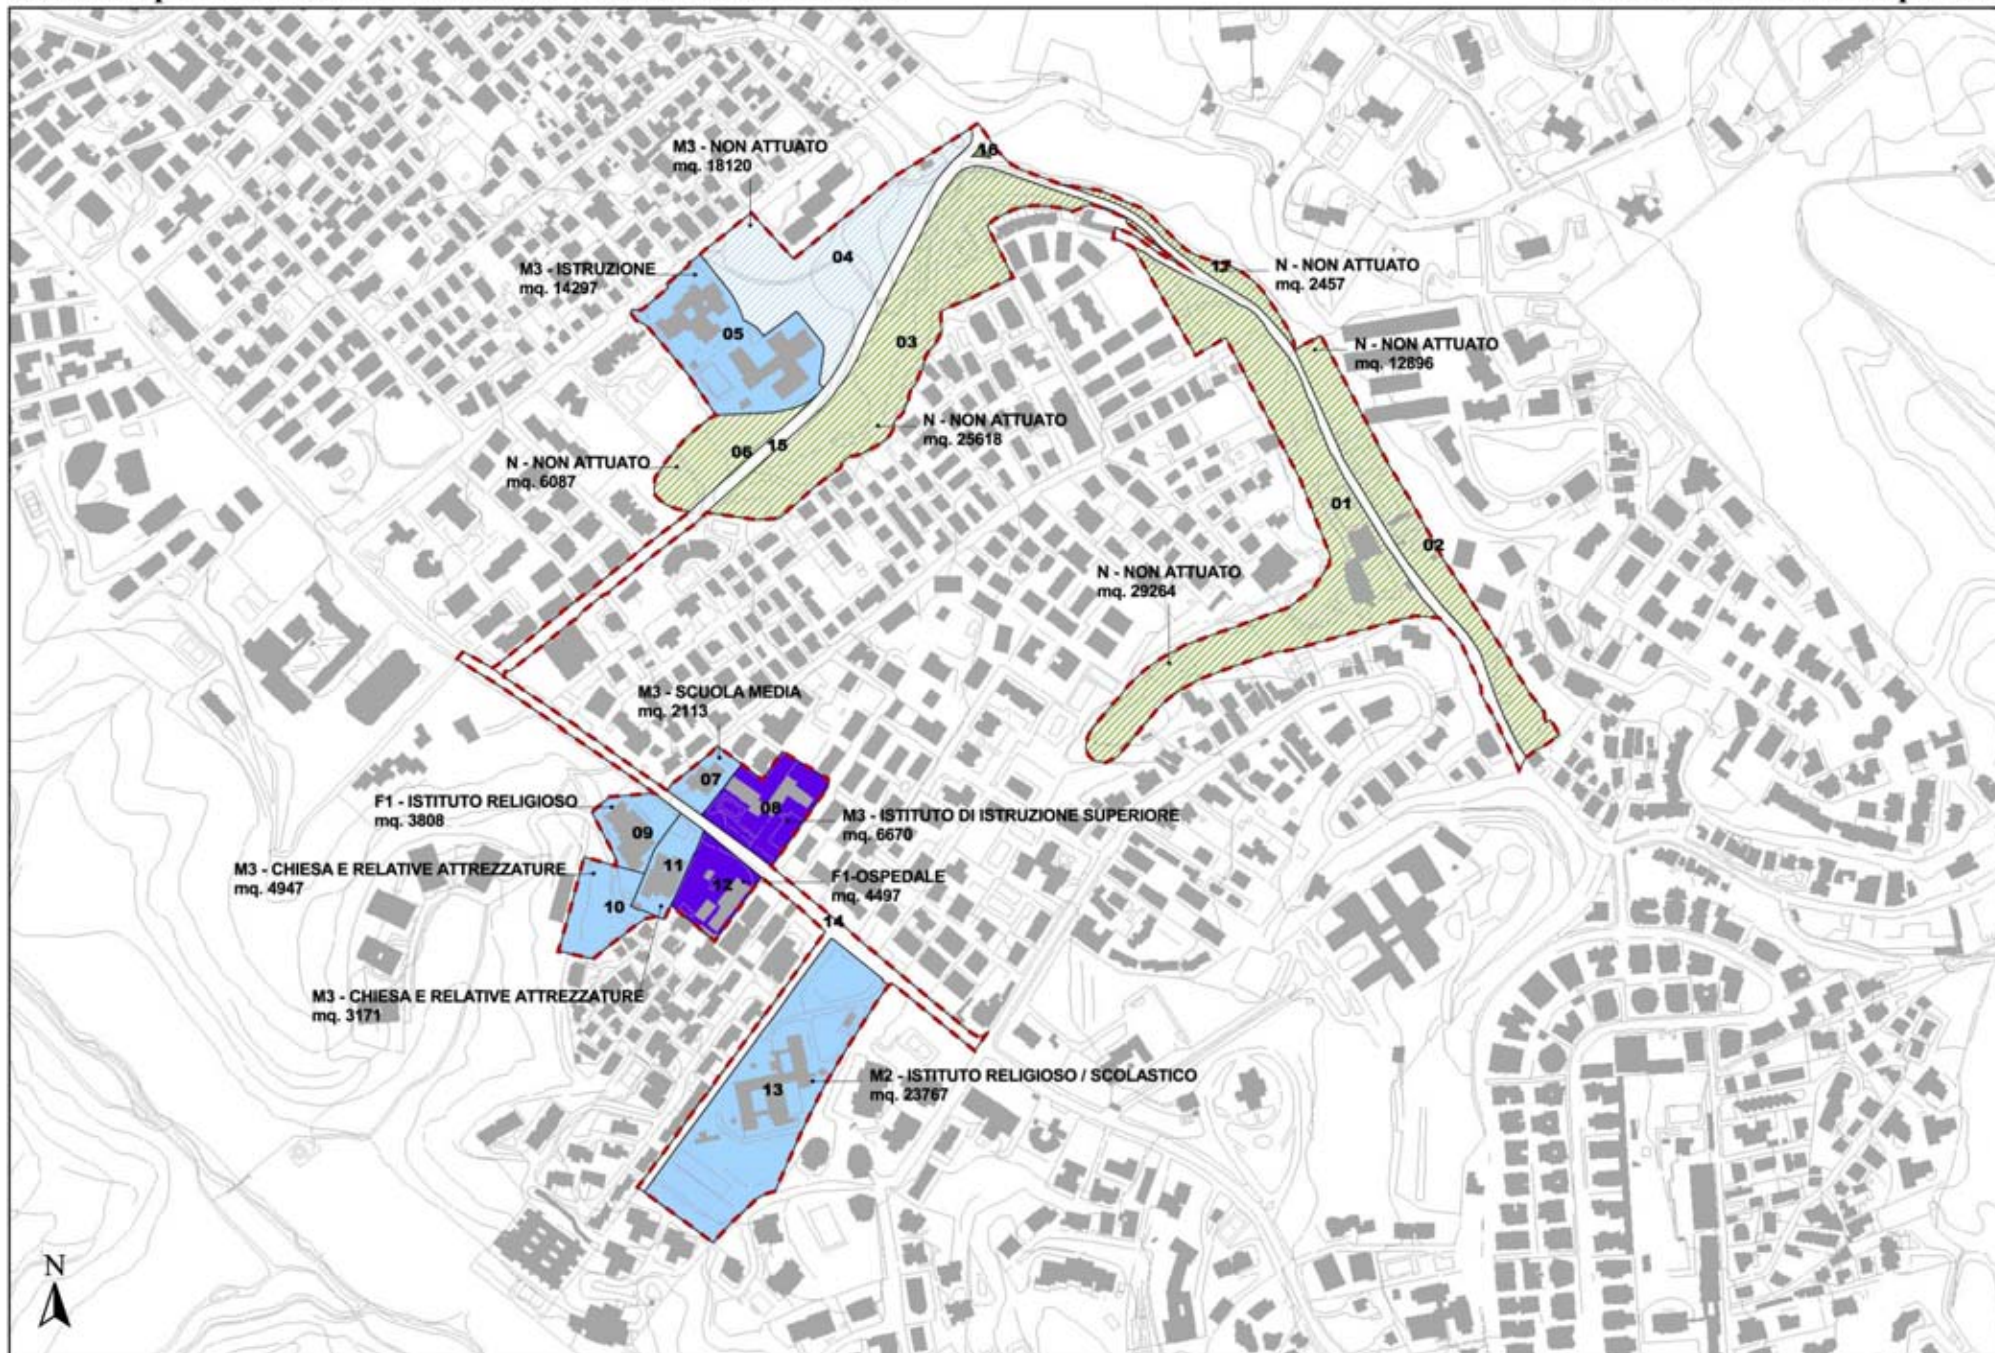 M3 - NON ATTUATO
mq. 18120
16
04
M3 - ISTRUZIONE
mq. 14297
17
N - NON ATTUATO
mq. 2457
05
03
N - NON ATTUATO
mq. 12896
N - NON ATTUATO
mq. 25618
06
15
N - NON ATTUATO
mq. 6087
01
02
N - NON ATTUATO
mq. 29264
M3 - SCUOLA MEDIA
mq. 2113
07
08
F1 - ISTITUTO RELIGIOSO
mq. 3808
M3 - ISTITUTO DI ISTRUZIONE SUPERIORE
mq. 6670
09
11
M3 - CHIESA E RELATIVE ATTREZZATURE
mq. 4947
12
F1-OSPEDALE
mq. 4497
10
14
M3 - CHIESA E RELATIVE ATTREZZATURE
mq. 3171
M2 - ISTITUTO RELIGIOSO / SCOLASTICO
mq. 23767
13
N